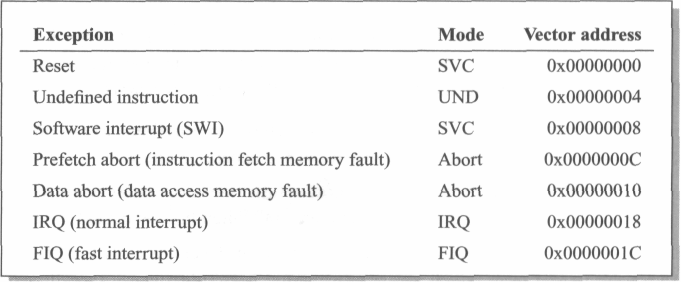 Exception Mode Vector address
Reset SVC 0x00000000
Undefined instruction UND 0x00000004
Software interrupt (SWI) SVC 0x00000008
Prefetch abort (instruction fetch memory fault) Abort 0x0000000C
Data abort (data access memory fault) Abort 0x00000010
IRQ (normal interrupt) IRQ 0x00000018
FIQ (fast interrupt) FIQ 0x0000001C